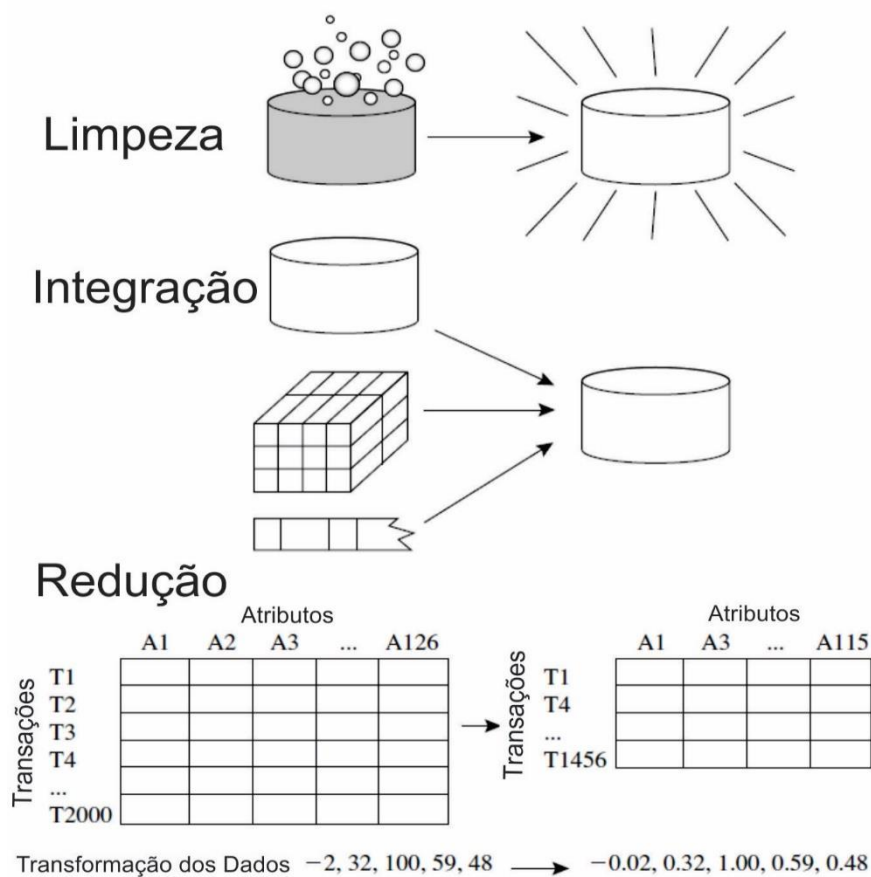 Limpeza
Integração
Redução
Atributos
A1 A2 A3 ... A126
Transações
T1
T2
T3
T4
...
T2000
Atributos
A1 A3 ... A115
Transações
T1
T4
...
T1456
Transformação dos Dados −2, 32, 100, 59, 48 −0.02, 0.32, 1.00, 0.59, 0.48